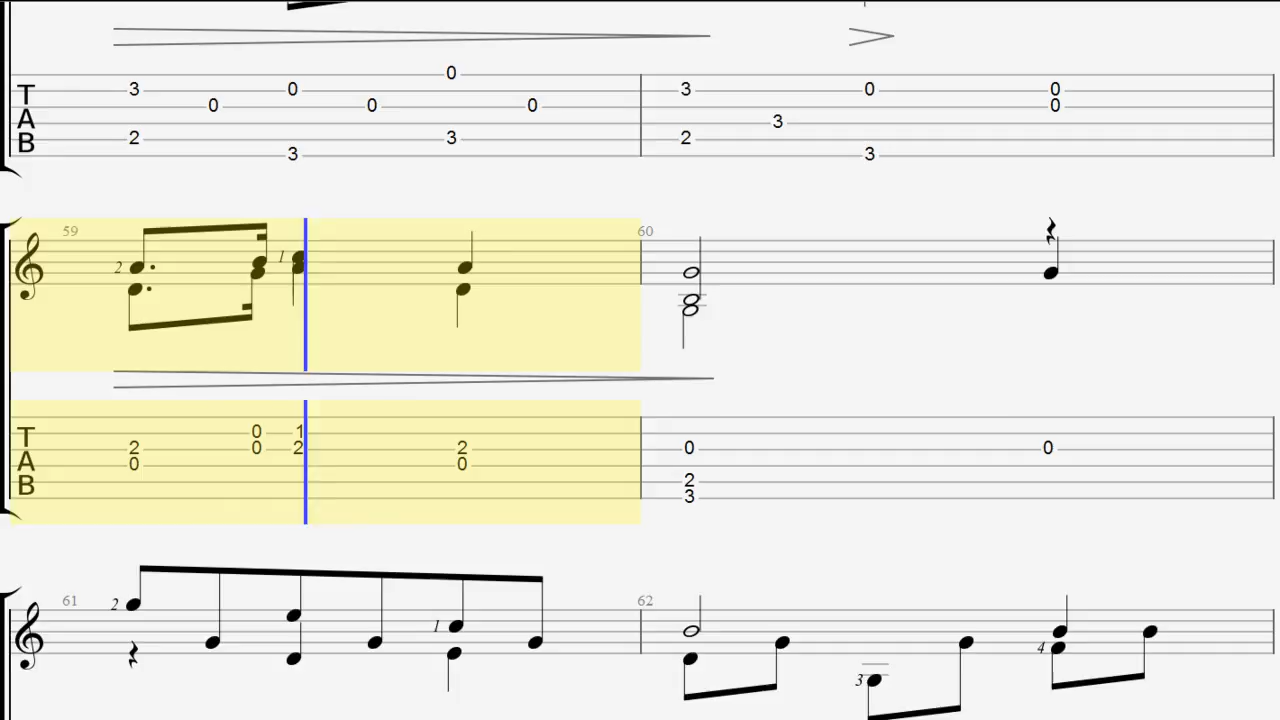 0
T 3 0 3 0 0
0 0 0 0
A 3
B 2 3 2
3 3
59 60
2 1
0 1
T 2 0 2 2 0 0
A 0 0
B 2
3
61 62
2 1
4
3